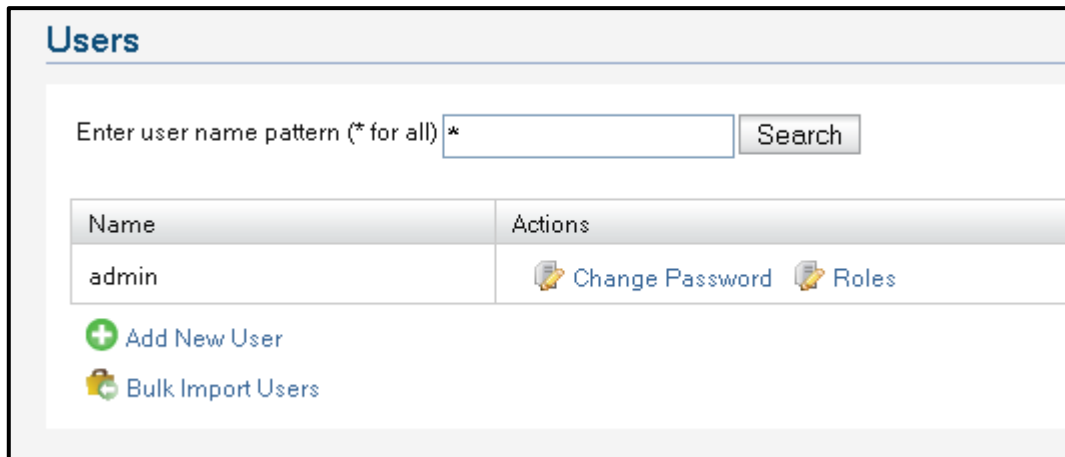 Users
Enter user name pattern (* for all) * Search
Name Actions
admin Change Password Roles
Add New User
Bulk Import Users